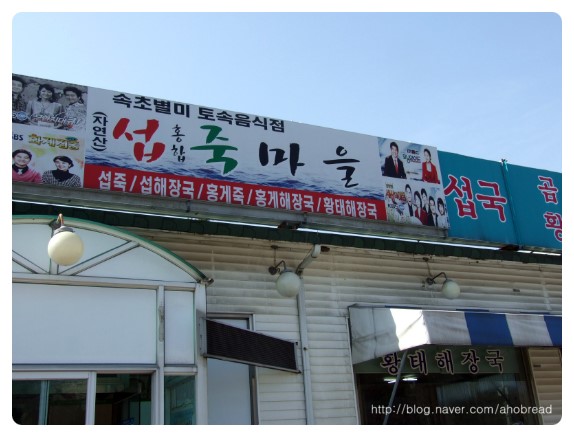 속초별미 토속음식점
(자연산)
섭
홍합
죽마을
섭죽/섭해장국/홍게죽/홍게해장국/황태해장국
섭국
곰
황
황태해장국
http://blog.naver.com/ahobread